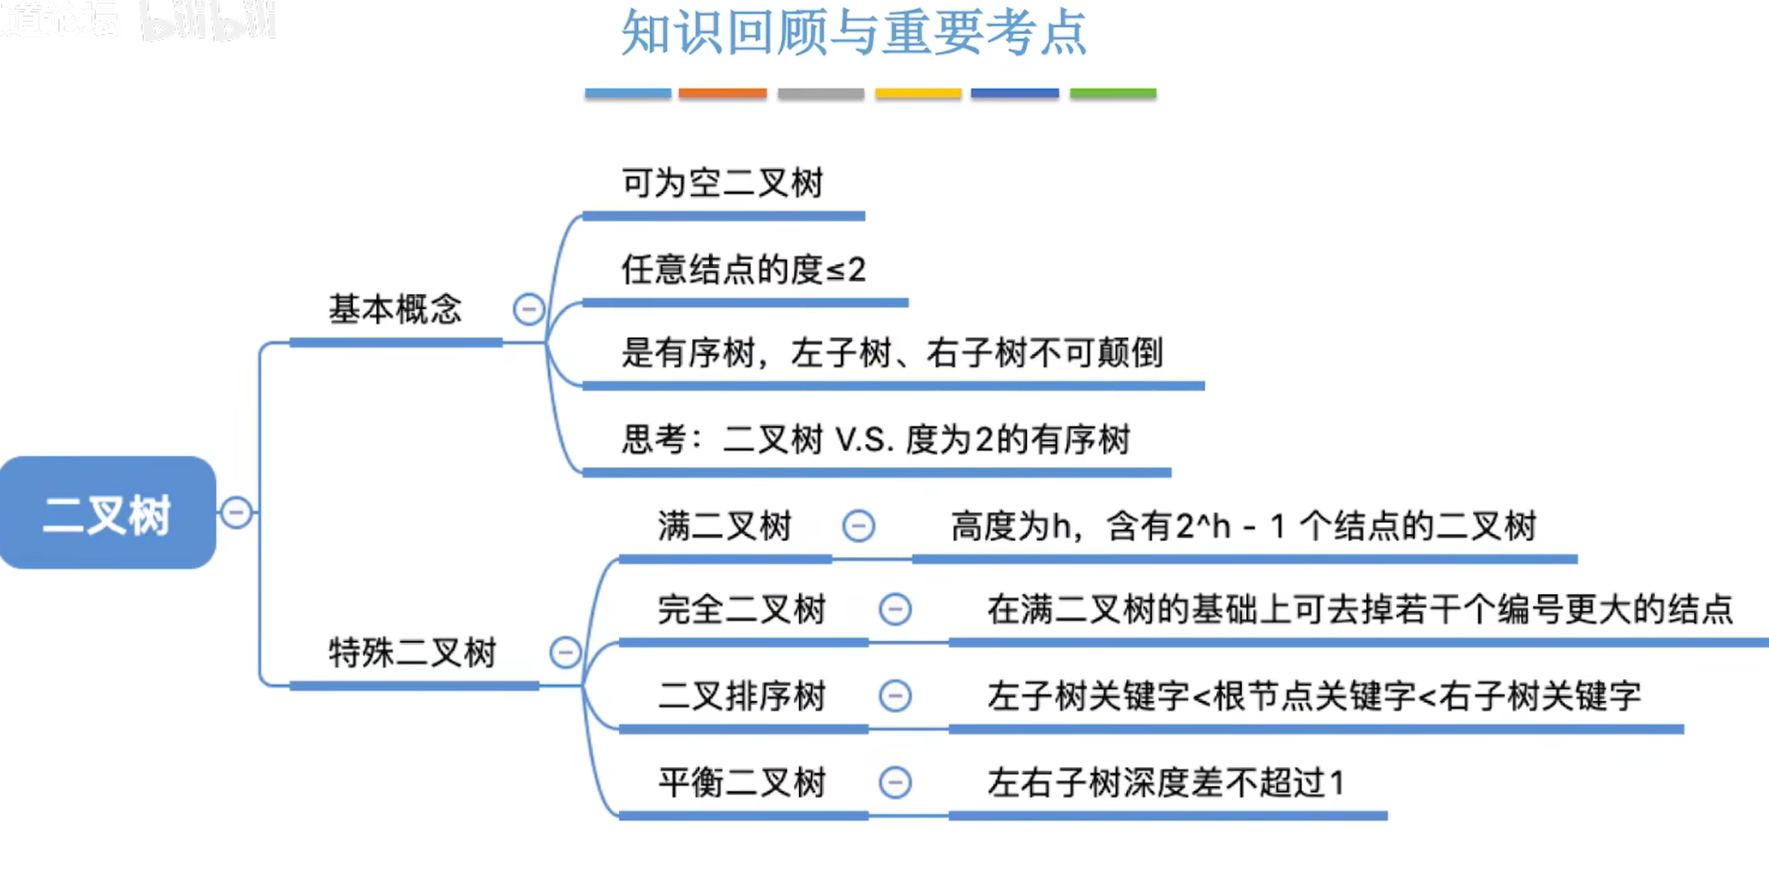 道论坛 bilibili
知识回顾与重要考点
可为空二叉树
任意结点的度≤2
基本概念
是有序树，左子树、右子树不可颠倒
思考：二叉树 V.S. 度为2的有序树
二叉树
满二叉树 高度为h，含有2^h - 1 个结点的二叉树
完全二叉树 在满二叉树的基础上可去掉若干个编号更大的结点
特殊二叉树
二叉排序树 左子树关键字<根节点关键字<右子树关键字
平衡二叉树 左右子树深度差不超过1